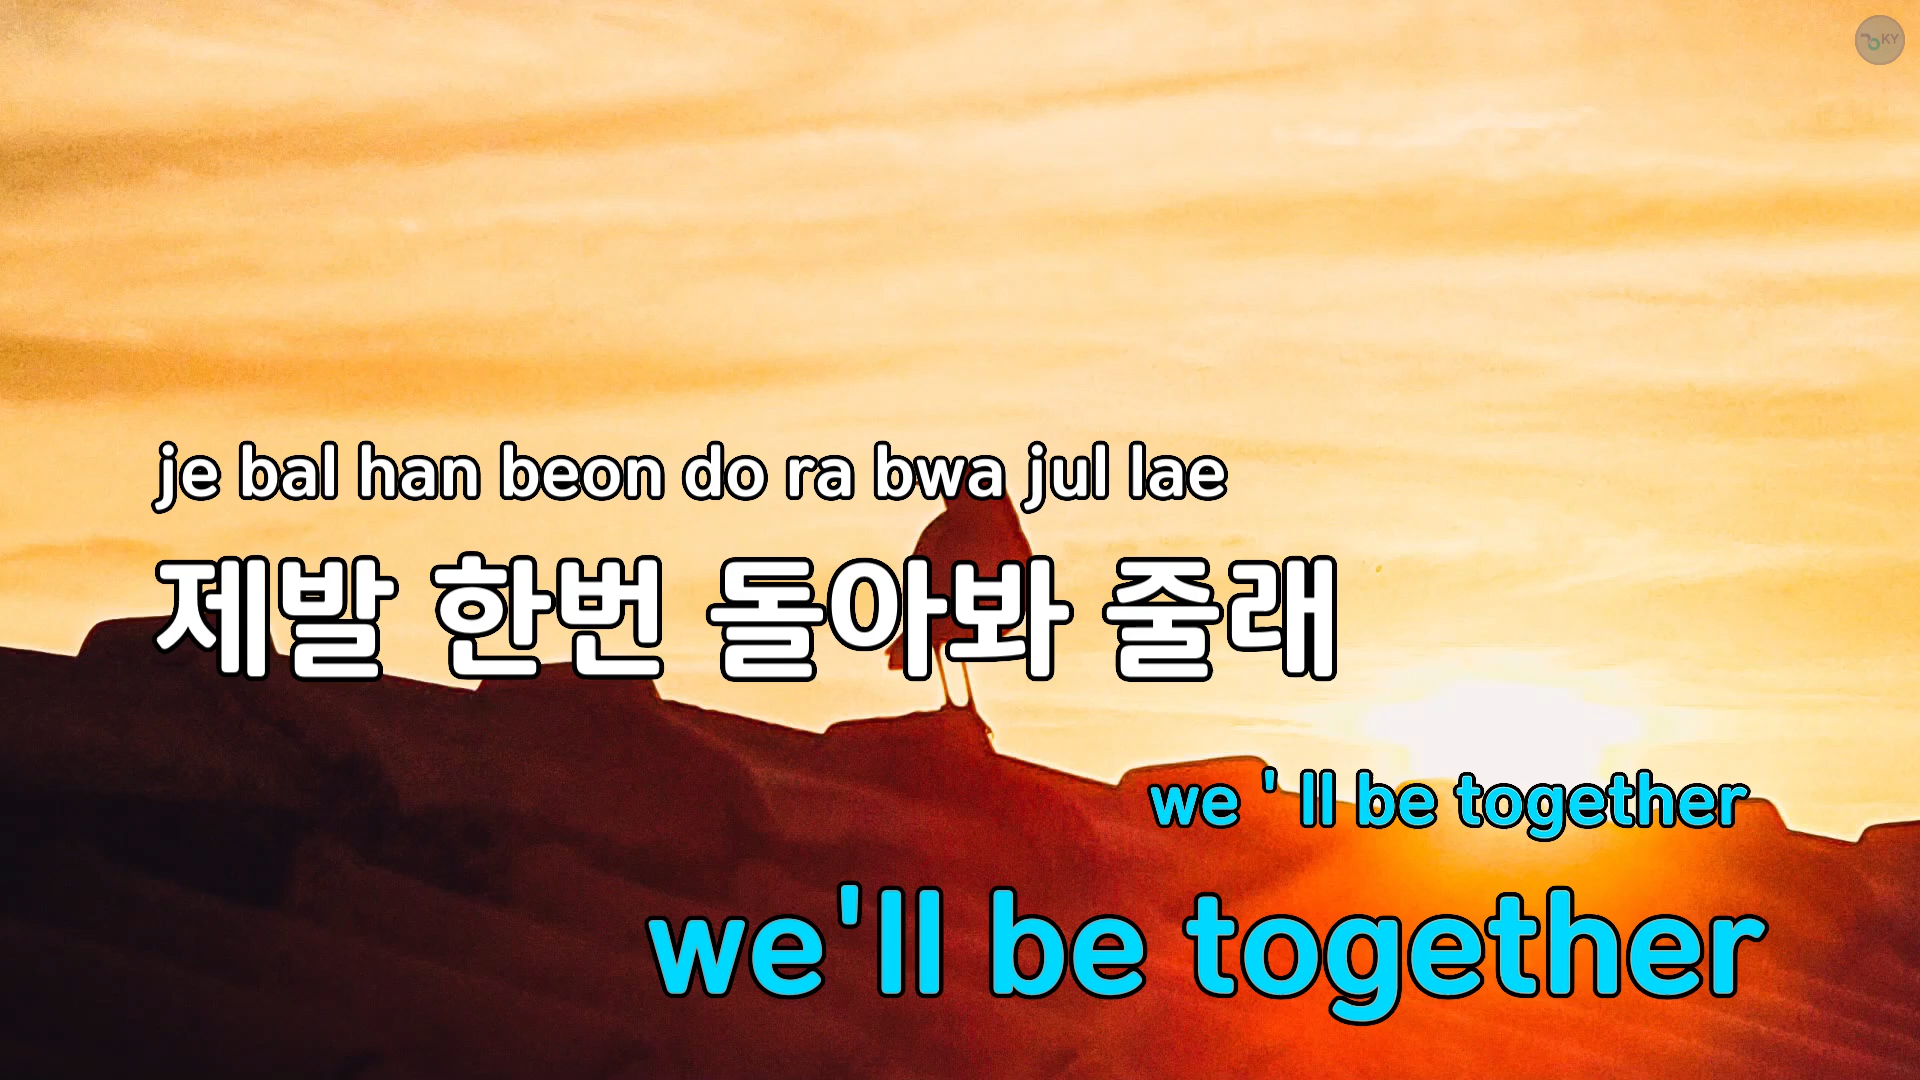 KY
je bal han beon do ra bwa jul lae
제발 한번 돌아봐 줄래
we ' ll be together
we'll be together